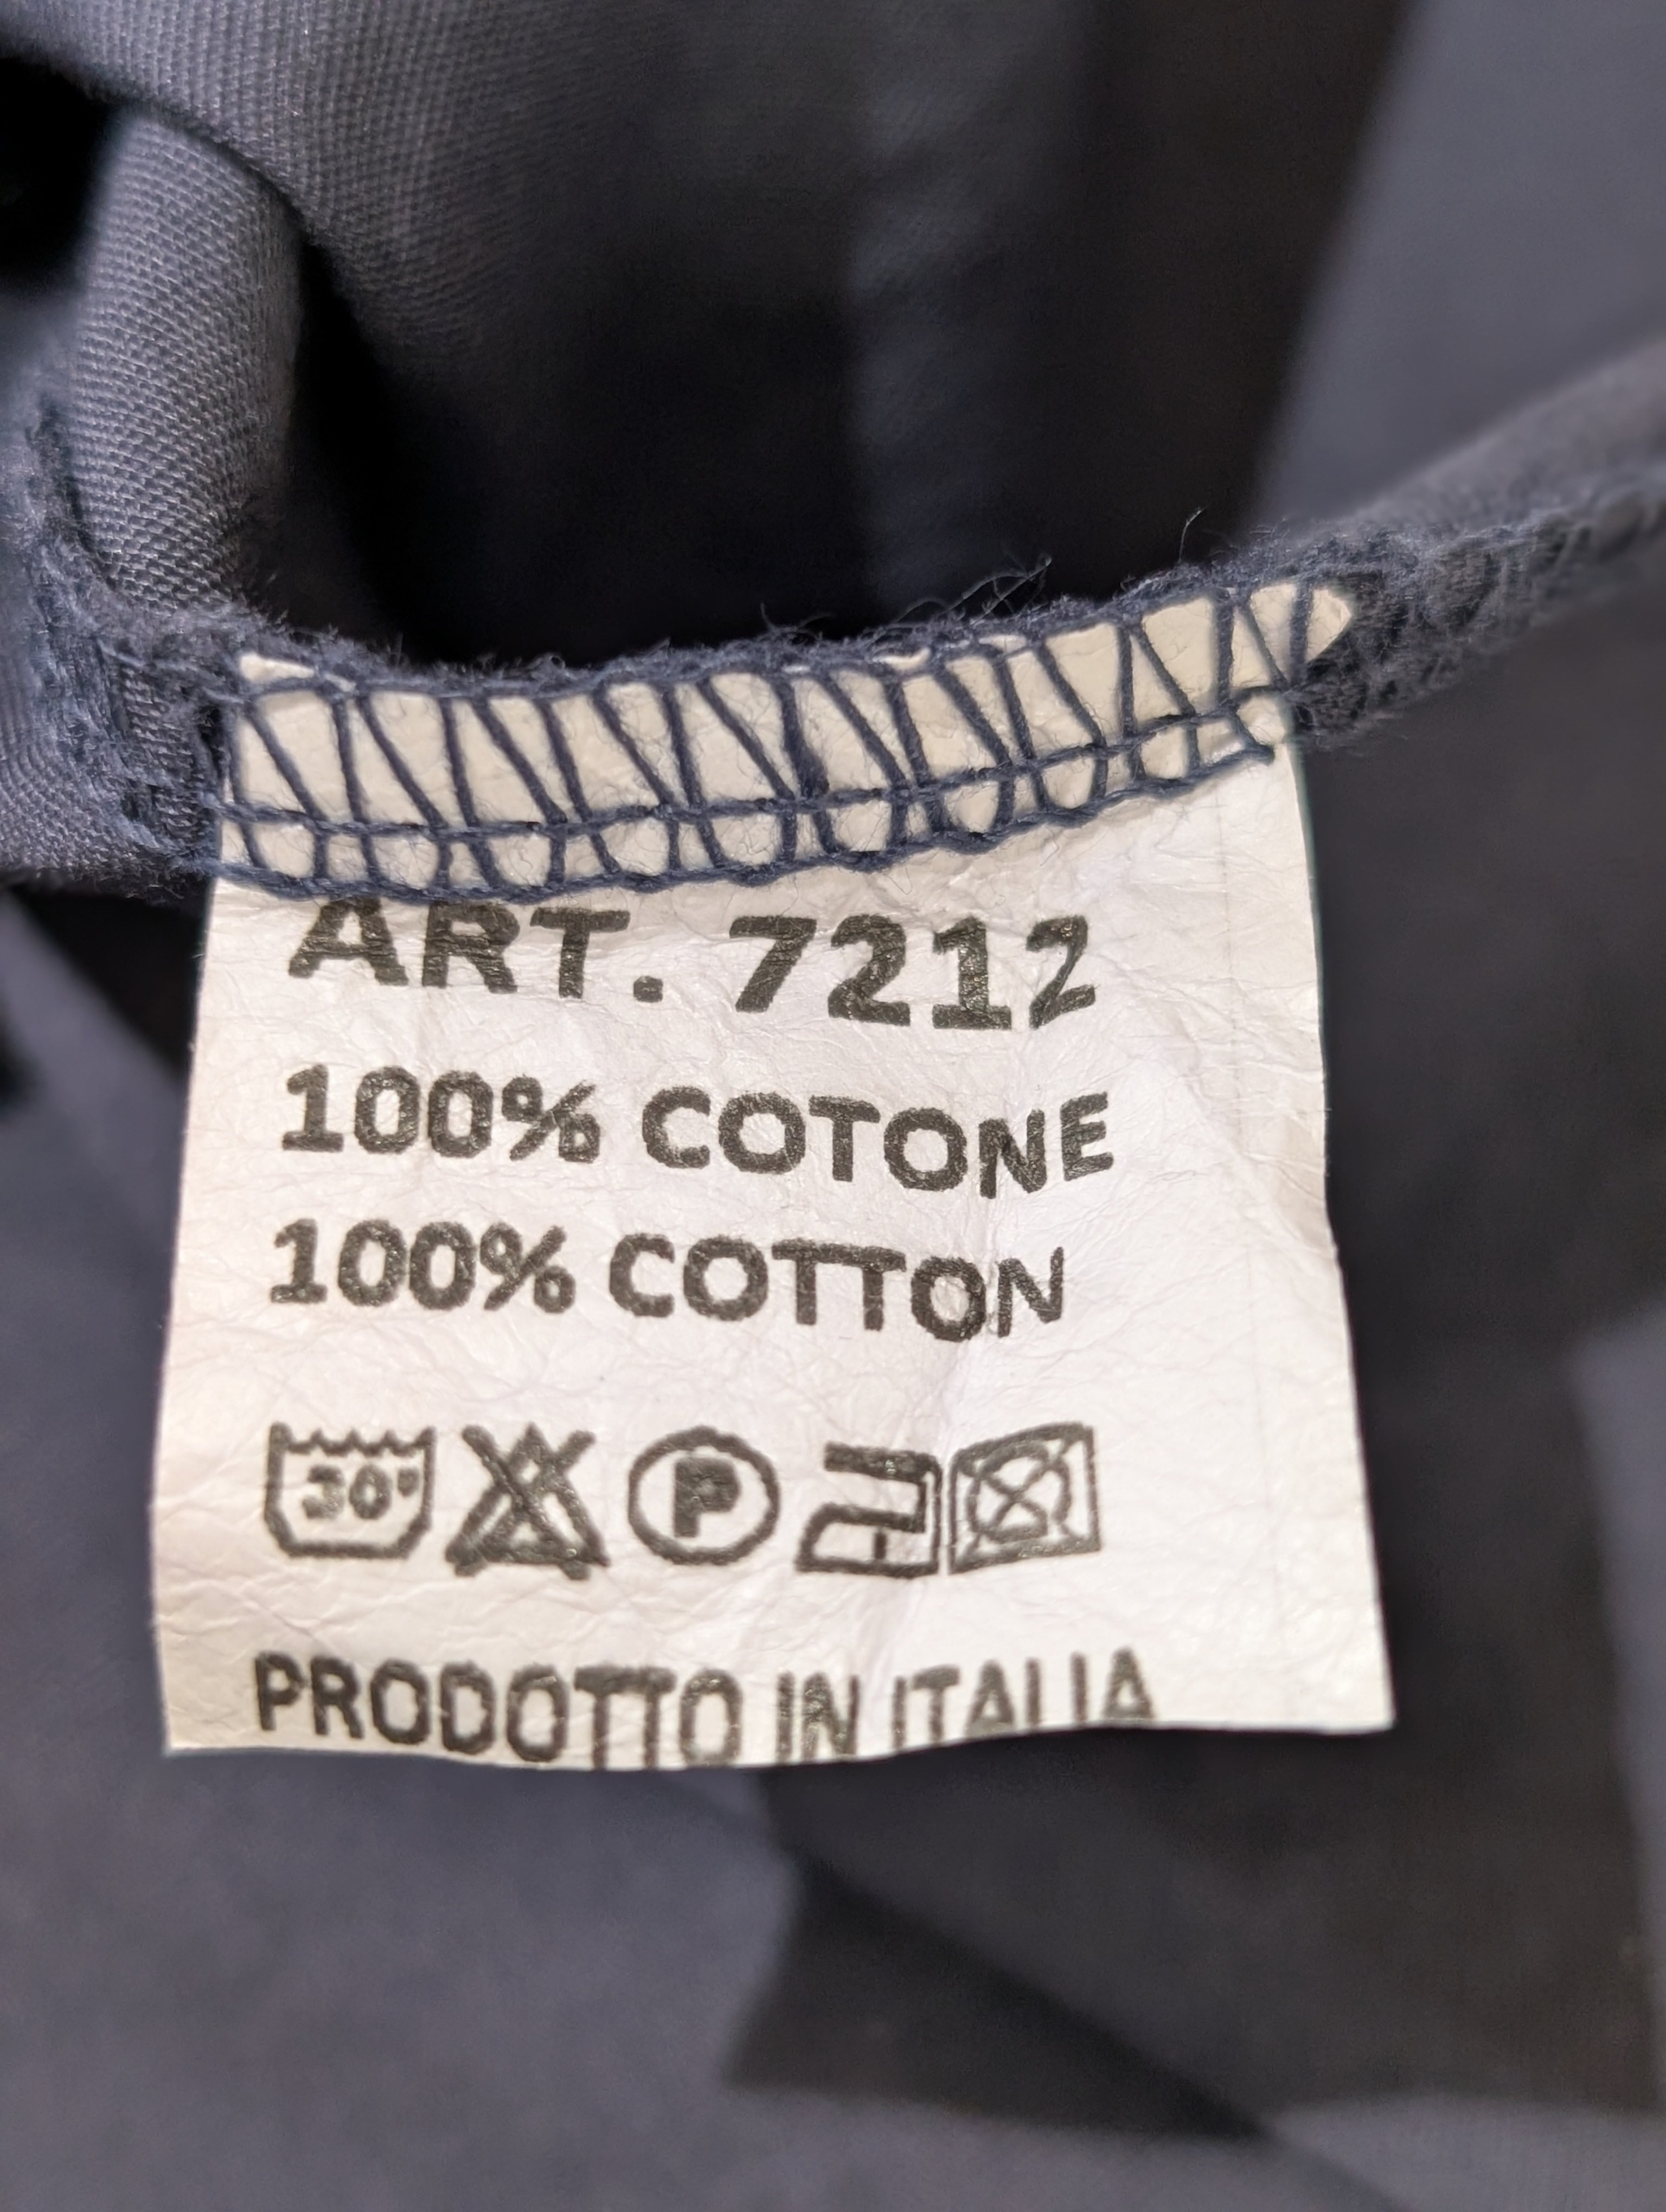 ART. 7212
100% COTONE
100% COTTON
30° P
PRODOTTO IN ITALIA